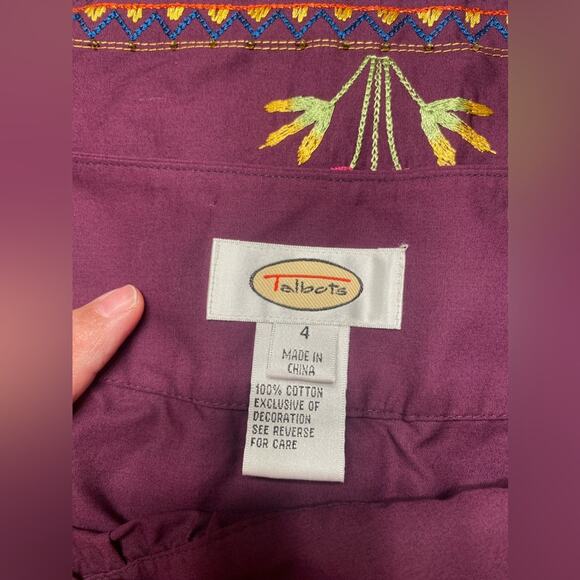 Talbots
4
MADE IN
CHINA
100% COTTON
EXCLUSIVE OF
DECORATION
SEE REVERSE
FOR CARE